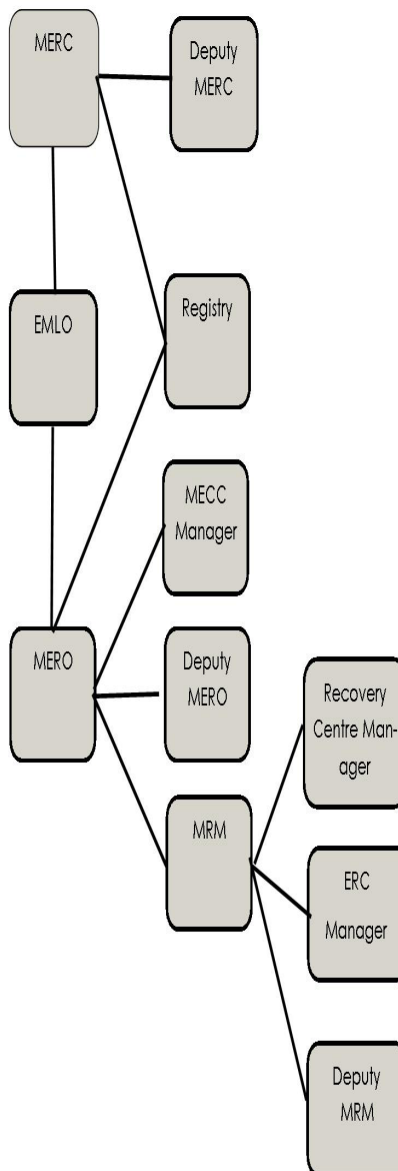 MERC
Deputy
MERC
EMLO
Registry
MECC
Manager
MERO
Deputy
MERO
Recovery
Centre Man-
ager
MRM
ERC
Manager
Deputy
MRM